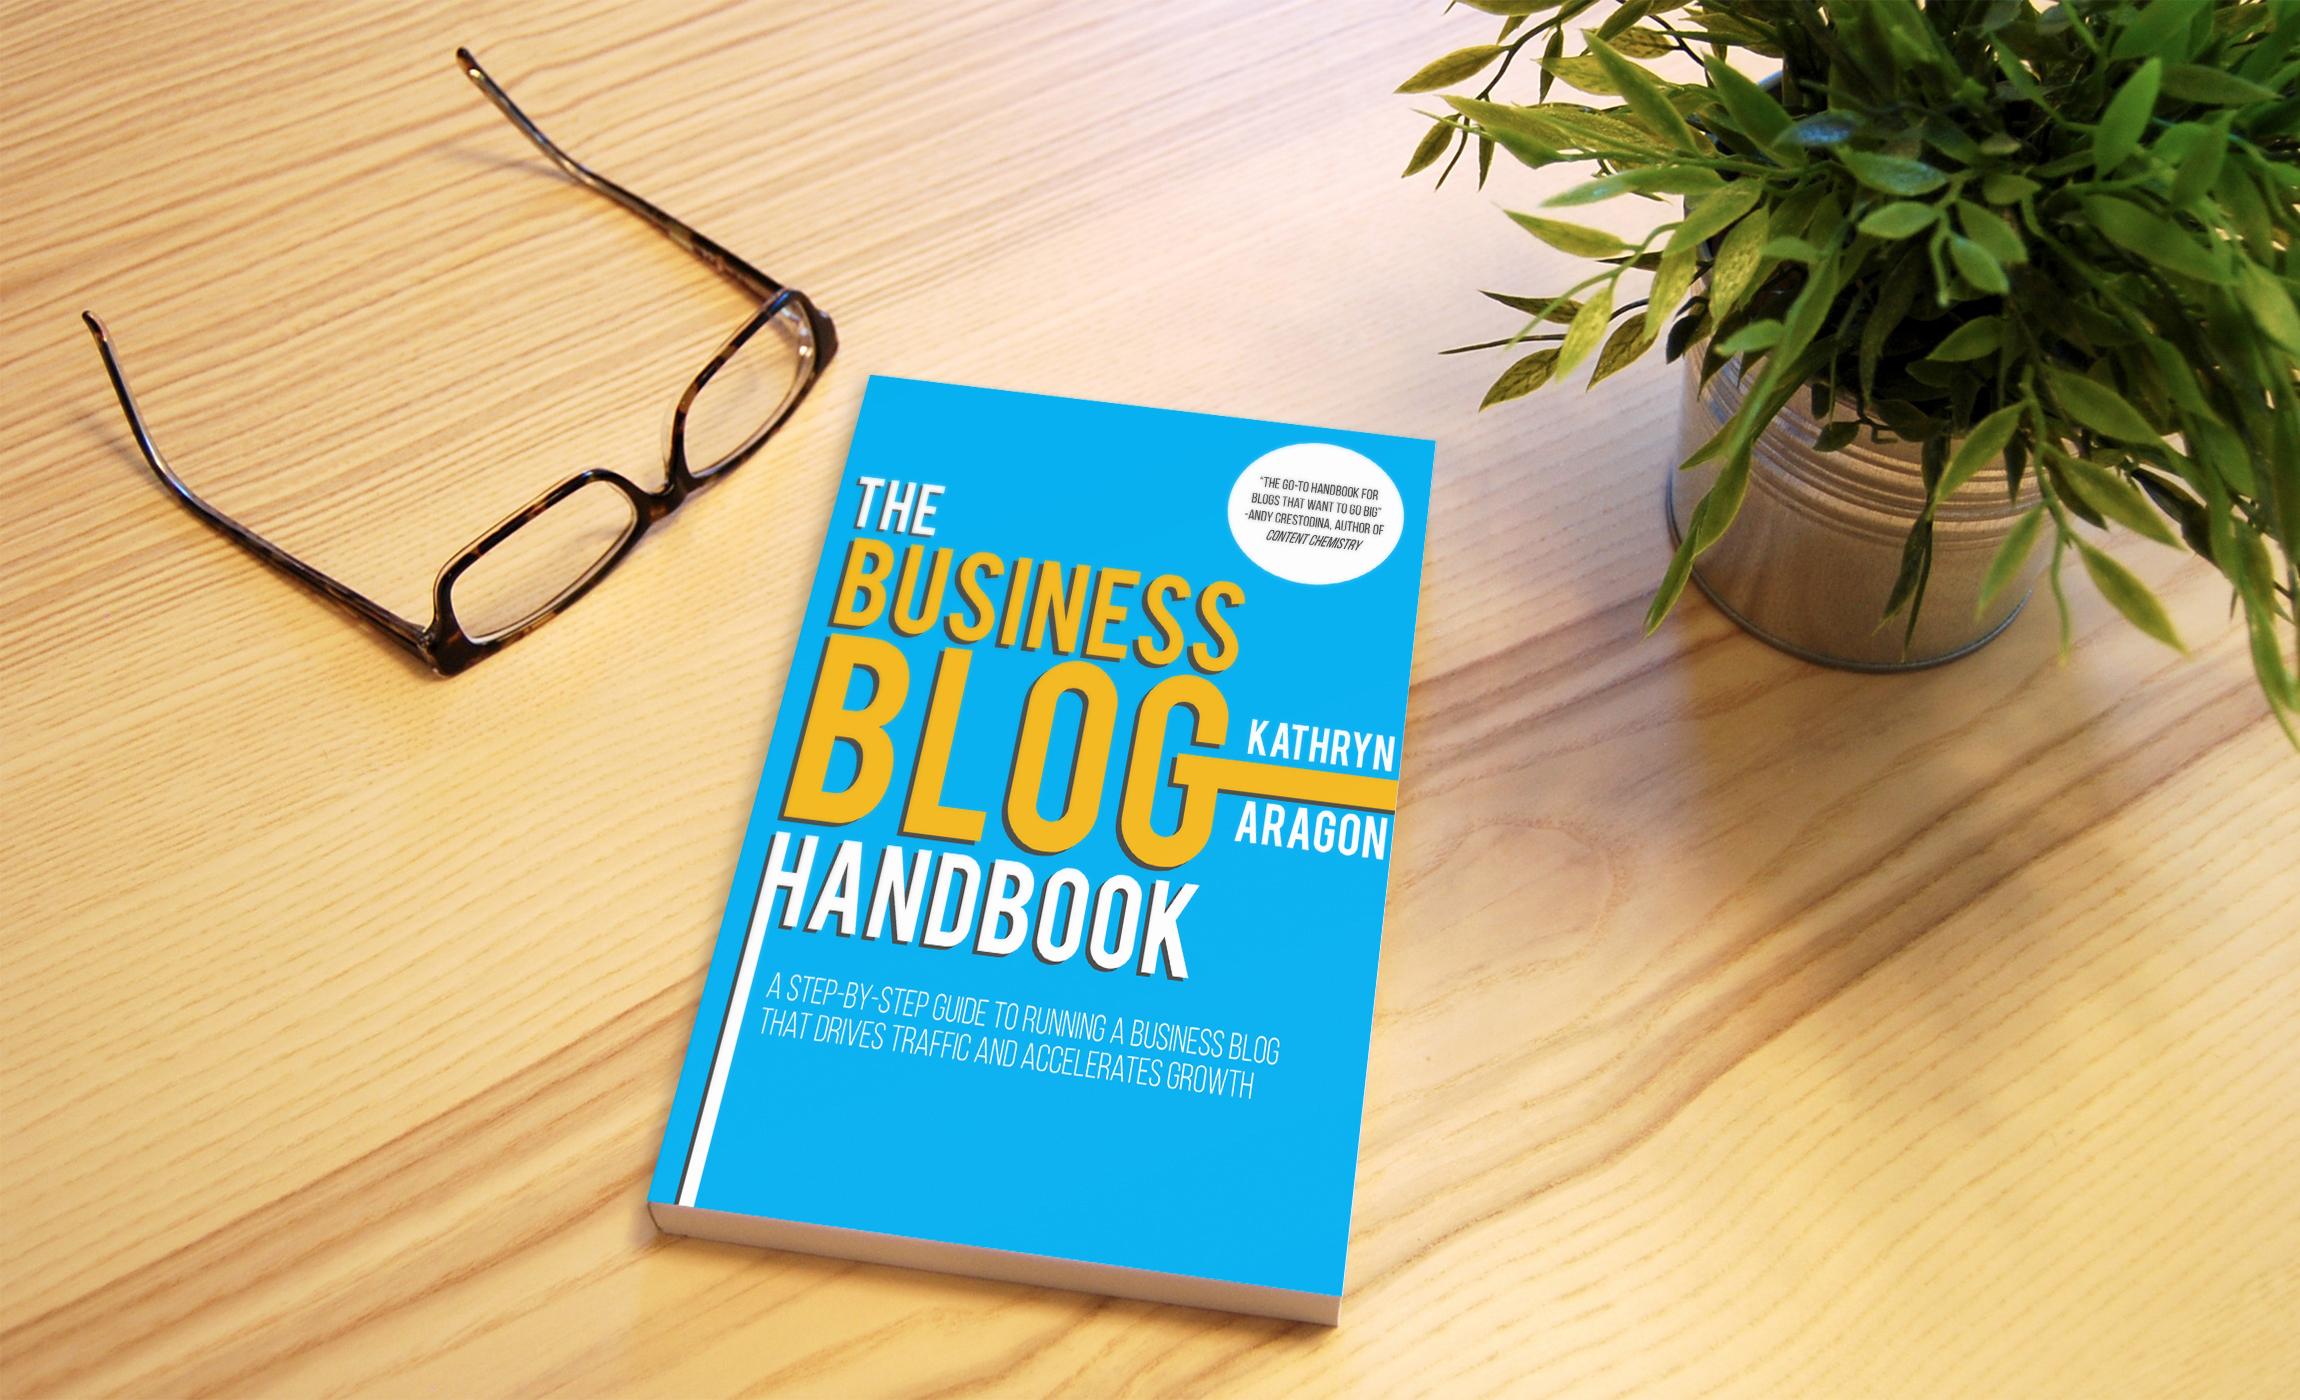 "THE GO-TO HANDBOOK FOR
BLOGS THAT WANT TO GO BIG"
-ANDY CRESTODINA, AUTHOR OF
CONTENT CHEMISTRY
THE
BUSINESS
BLOG
HANDBOOK
KATHRYN
ARAGON
A STEP-BY-STEP GUIDE TO RUNNING A BUSINESS BLOG
THAT DRIVES TRAFFIC AND ACCELERATES GROWTH